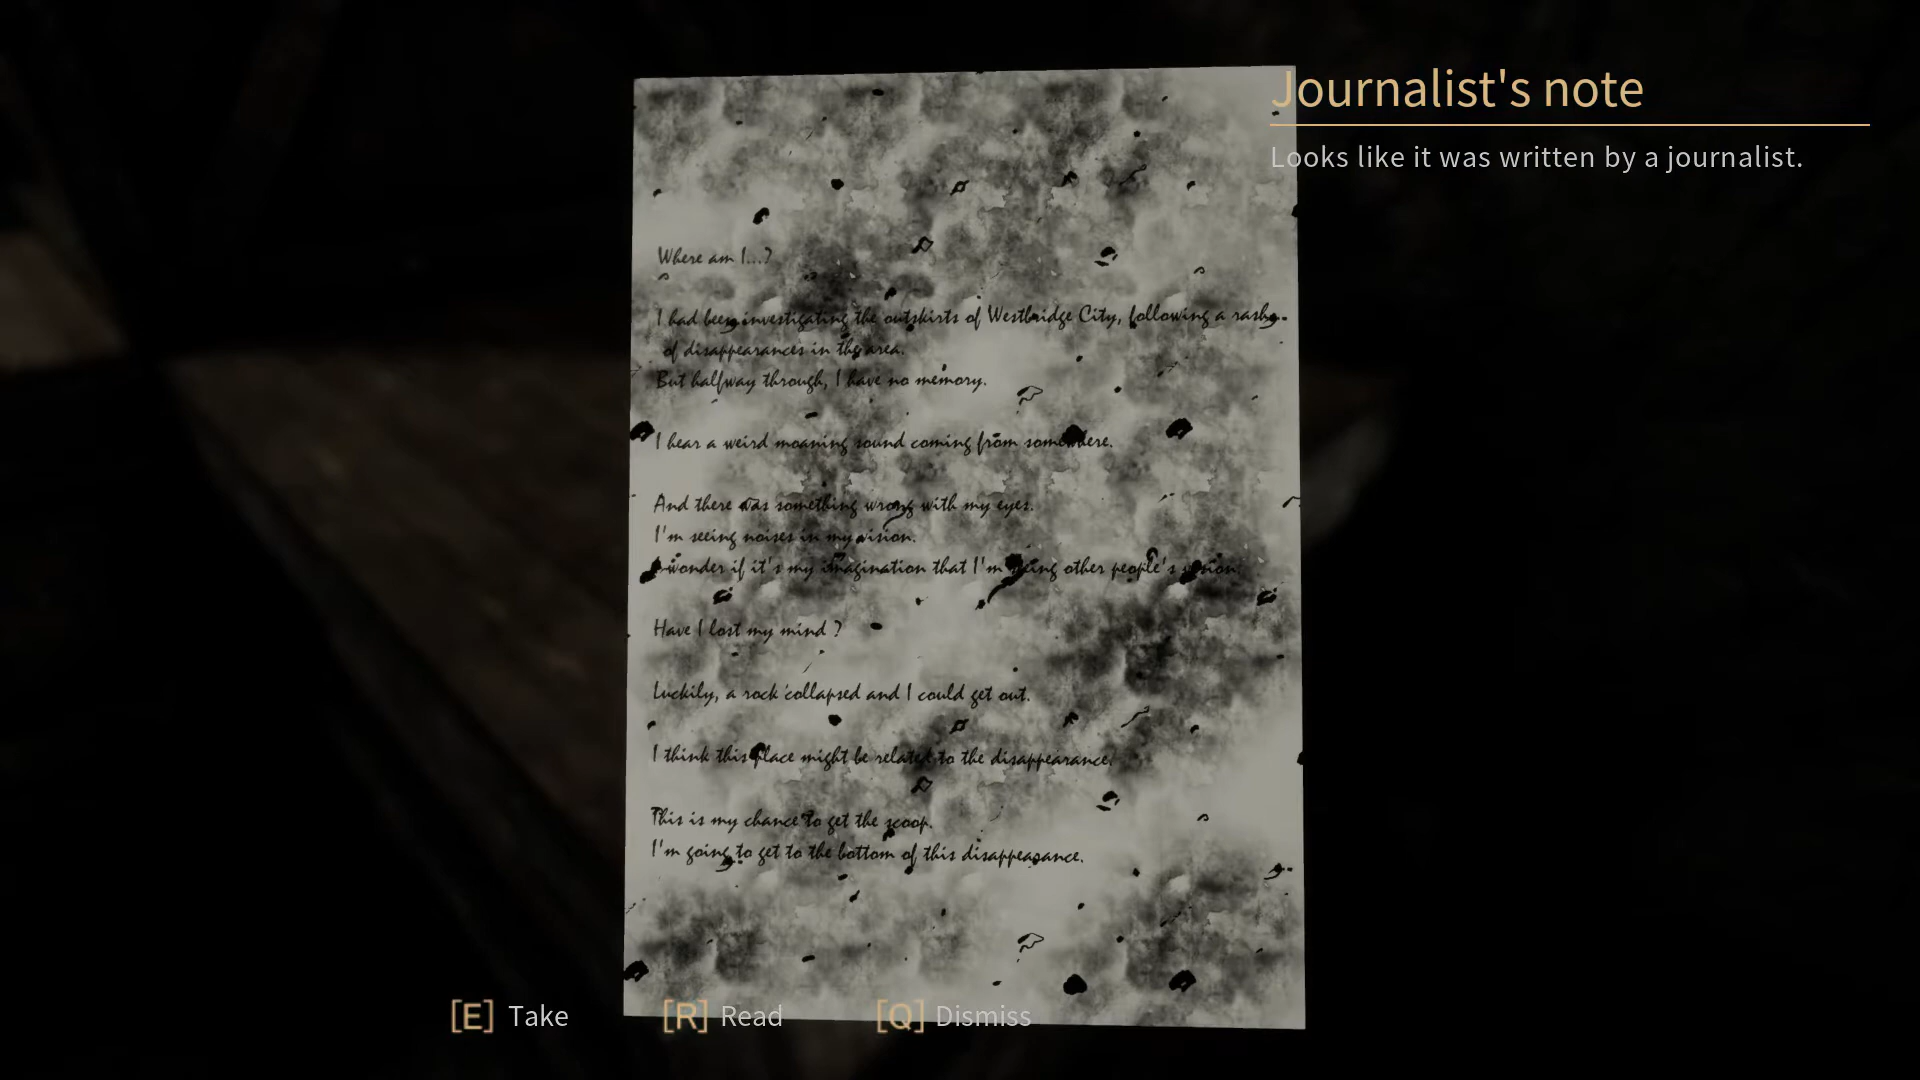 Journalist's note
Looks like it was written by a journalist.
Where am I...?
I had been investigating the outskirts of Westbridge City, following a rash
of disappearances in the area.
But halfway through, I have no memory.
I hear a weird moaning sound coming from somewhere.
And there was something wrong with my eyes.
I'm seeing noises in my vision.
I wonder if it's my imagination that I'm seeing other people's vision.
Have I lost my mind ?
Luckily, a rock collapsed and I could get out.
I think this place might be related to the disappearance.
This is my chance to get the scoop.
I'm going to get to the bottom of this disappearance.
[E] Take [R] Read [Q] Dismiss